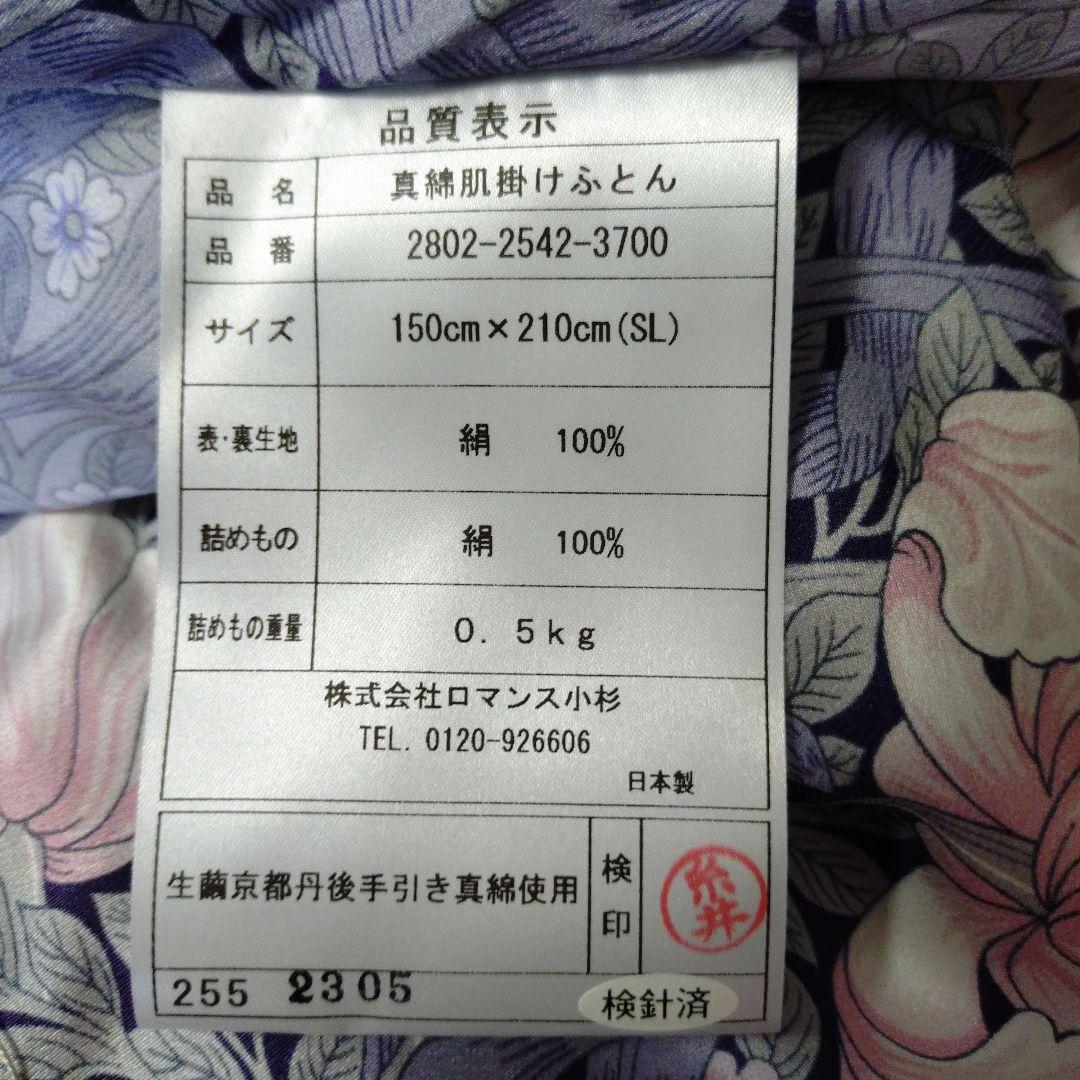 品質表示
品 名 真綿肌掛けふとん
品 番 2802-2542-3700
サイズ 150cm×210cm(SL)
表・裏生地 絹 100%
詰めもの 絹 100%
詰めもの重量 0.5kg
株式会社ロマンス小杉
TEL. 0120-926606
日本製
生繭京都丹後手引き真綿使用 検印 糸井
255 2305 検針済